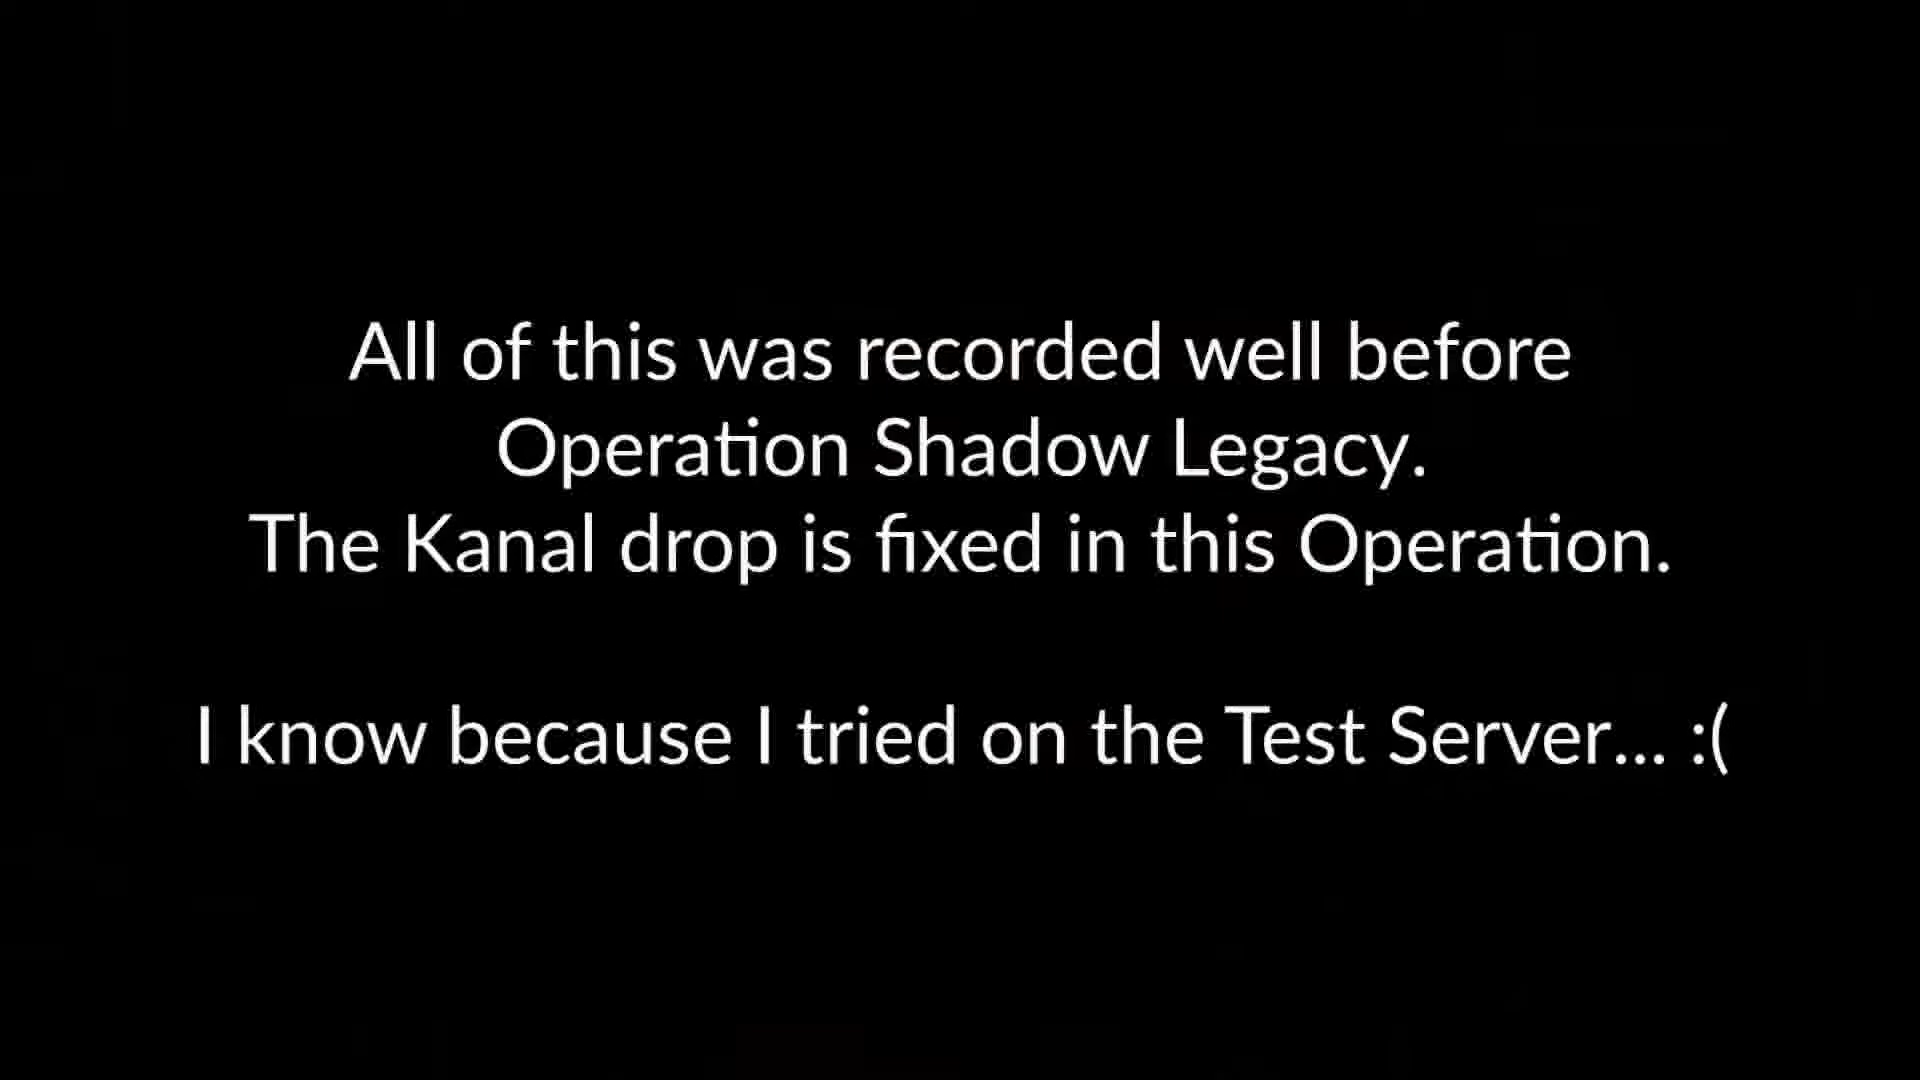 All of this was recorded well before
Operation Shadow Legacy.
The Kanal drop is fixed in this Operation.
I know because I tried on the Test Server... :(